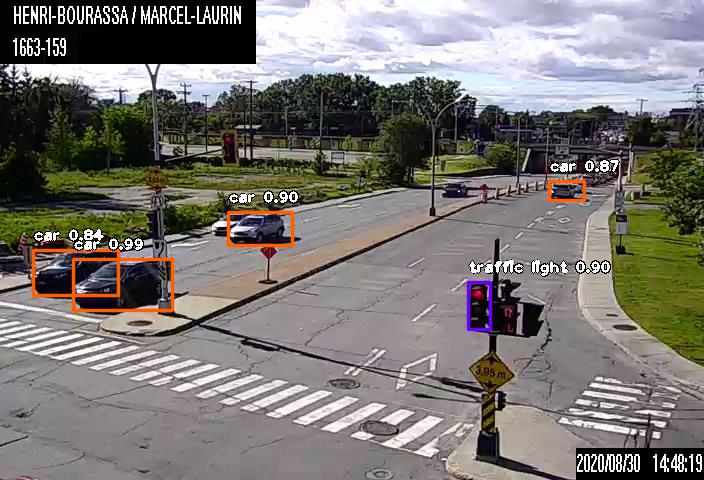 HENRI-BOURASSA / MARCEL-LAURIN
1663-159
car 0.87
car 0.90
car 0.84
car 0.99
traffic light 0.90
3,95 m
2020/08/30 14:48:19